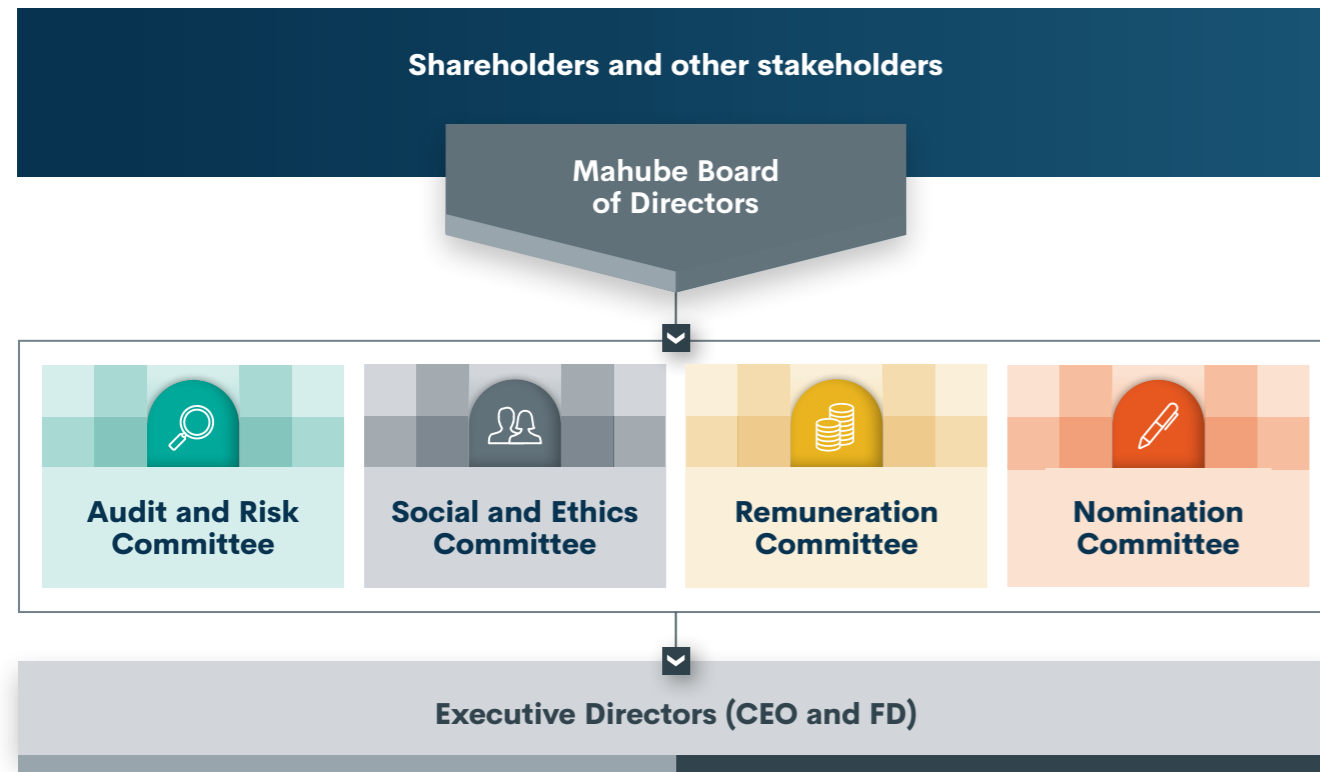 Shareholders and other stakeholders
Mahube Board
of Directors
Audit and Risk
Committee
Social and Ethics
Committee
Remuneration
Committee
Nomination
Committee
Executive Directors (CEO and FD)